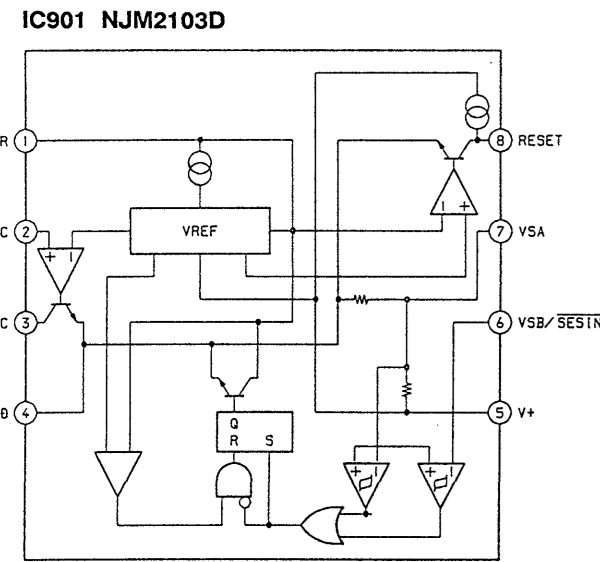 IC901 NJM2103D
R 1
8 RESET
C 2
VREF
7 VSA
+ −
− +
C 3
6 VSB/SESIN
4
5 V+
Q
R S
+ −
+ −